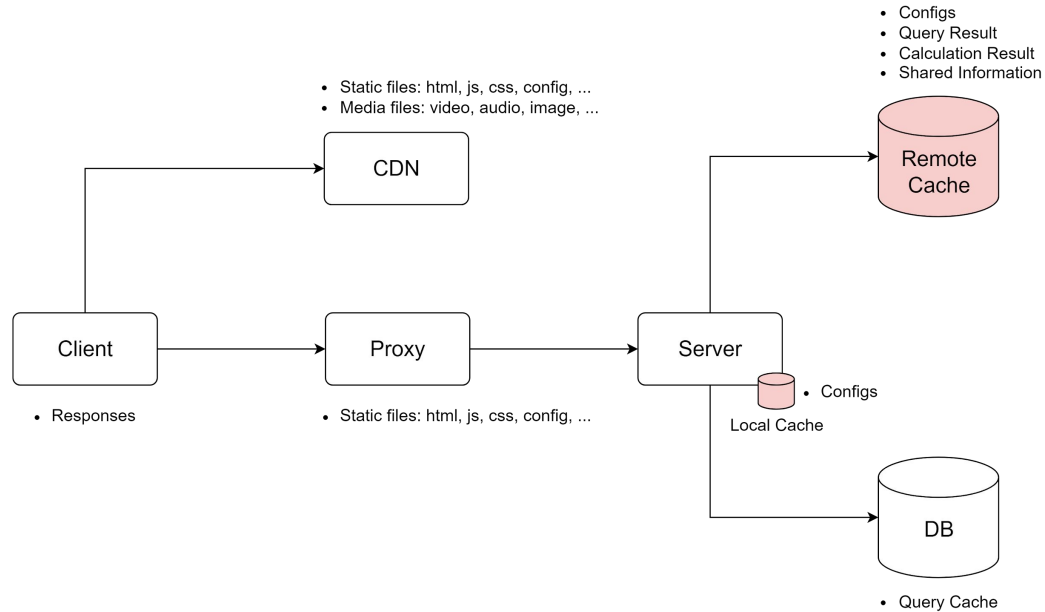 • Configs
• Query Result
• Calculation Result
• Shared Information
• Static files: html, js, css, config, ...
• Media files: video, audio, image, ...
CDN
Remote
Cache
Client
Proxy
Server
• Configs
• Responses
• Static files: html, js, css, config, ...
Local Cache
DB
• Query Cache